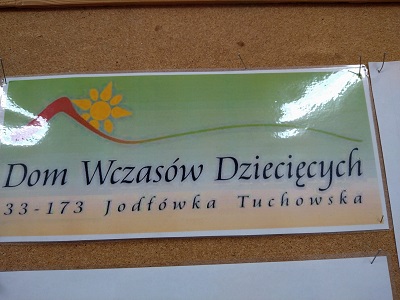 Dom Wczasów Dziecięcych
33-173 Jodłówka Tuchowska